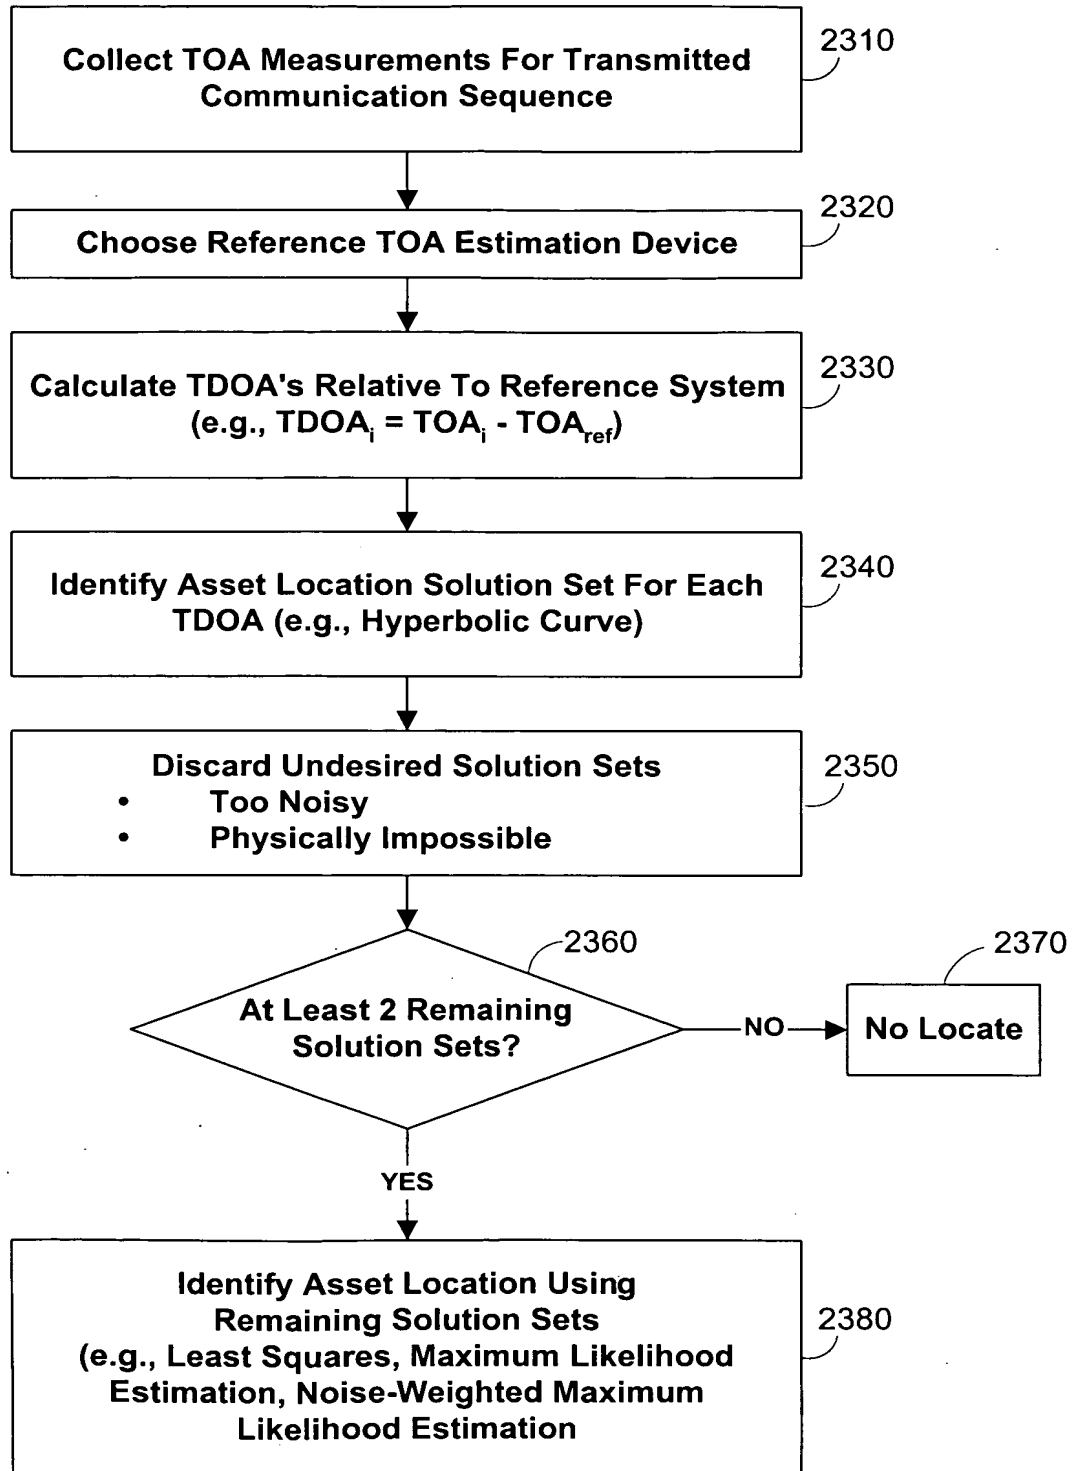 Collect TOA Measurements For Transmitted
Communication Sequence
2310
Choose Reference TOA Estimation Device
2320
Calculate TDOA's Relative To Reference System
(e.g., TDOAi = TOAi - TOAref)
2330
Identify Asset Location Solution Set For Each
TDOA (e.g., Hyperbolic Curve)
2340
Discard Undesired Solution Sets
• Too Noisy
• Physically Impossible
2350
At Least 2 Remaining
Solution Sets?
2360
NO
No Locate
2370
YES
Identify Asset Location Using
Remaining Solution Sets
(e.g., Least Squares, Maximum Likelihood
Estimation, Noise-Weighted Maximum
Likelihood Estimation
2380